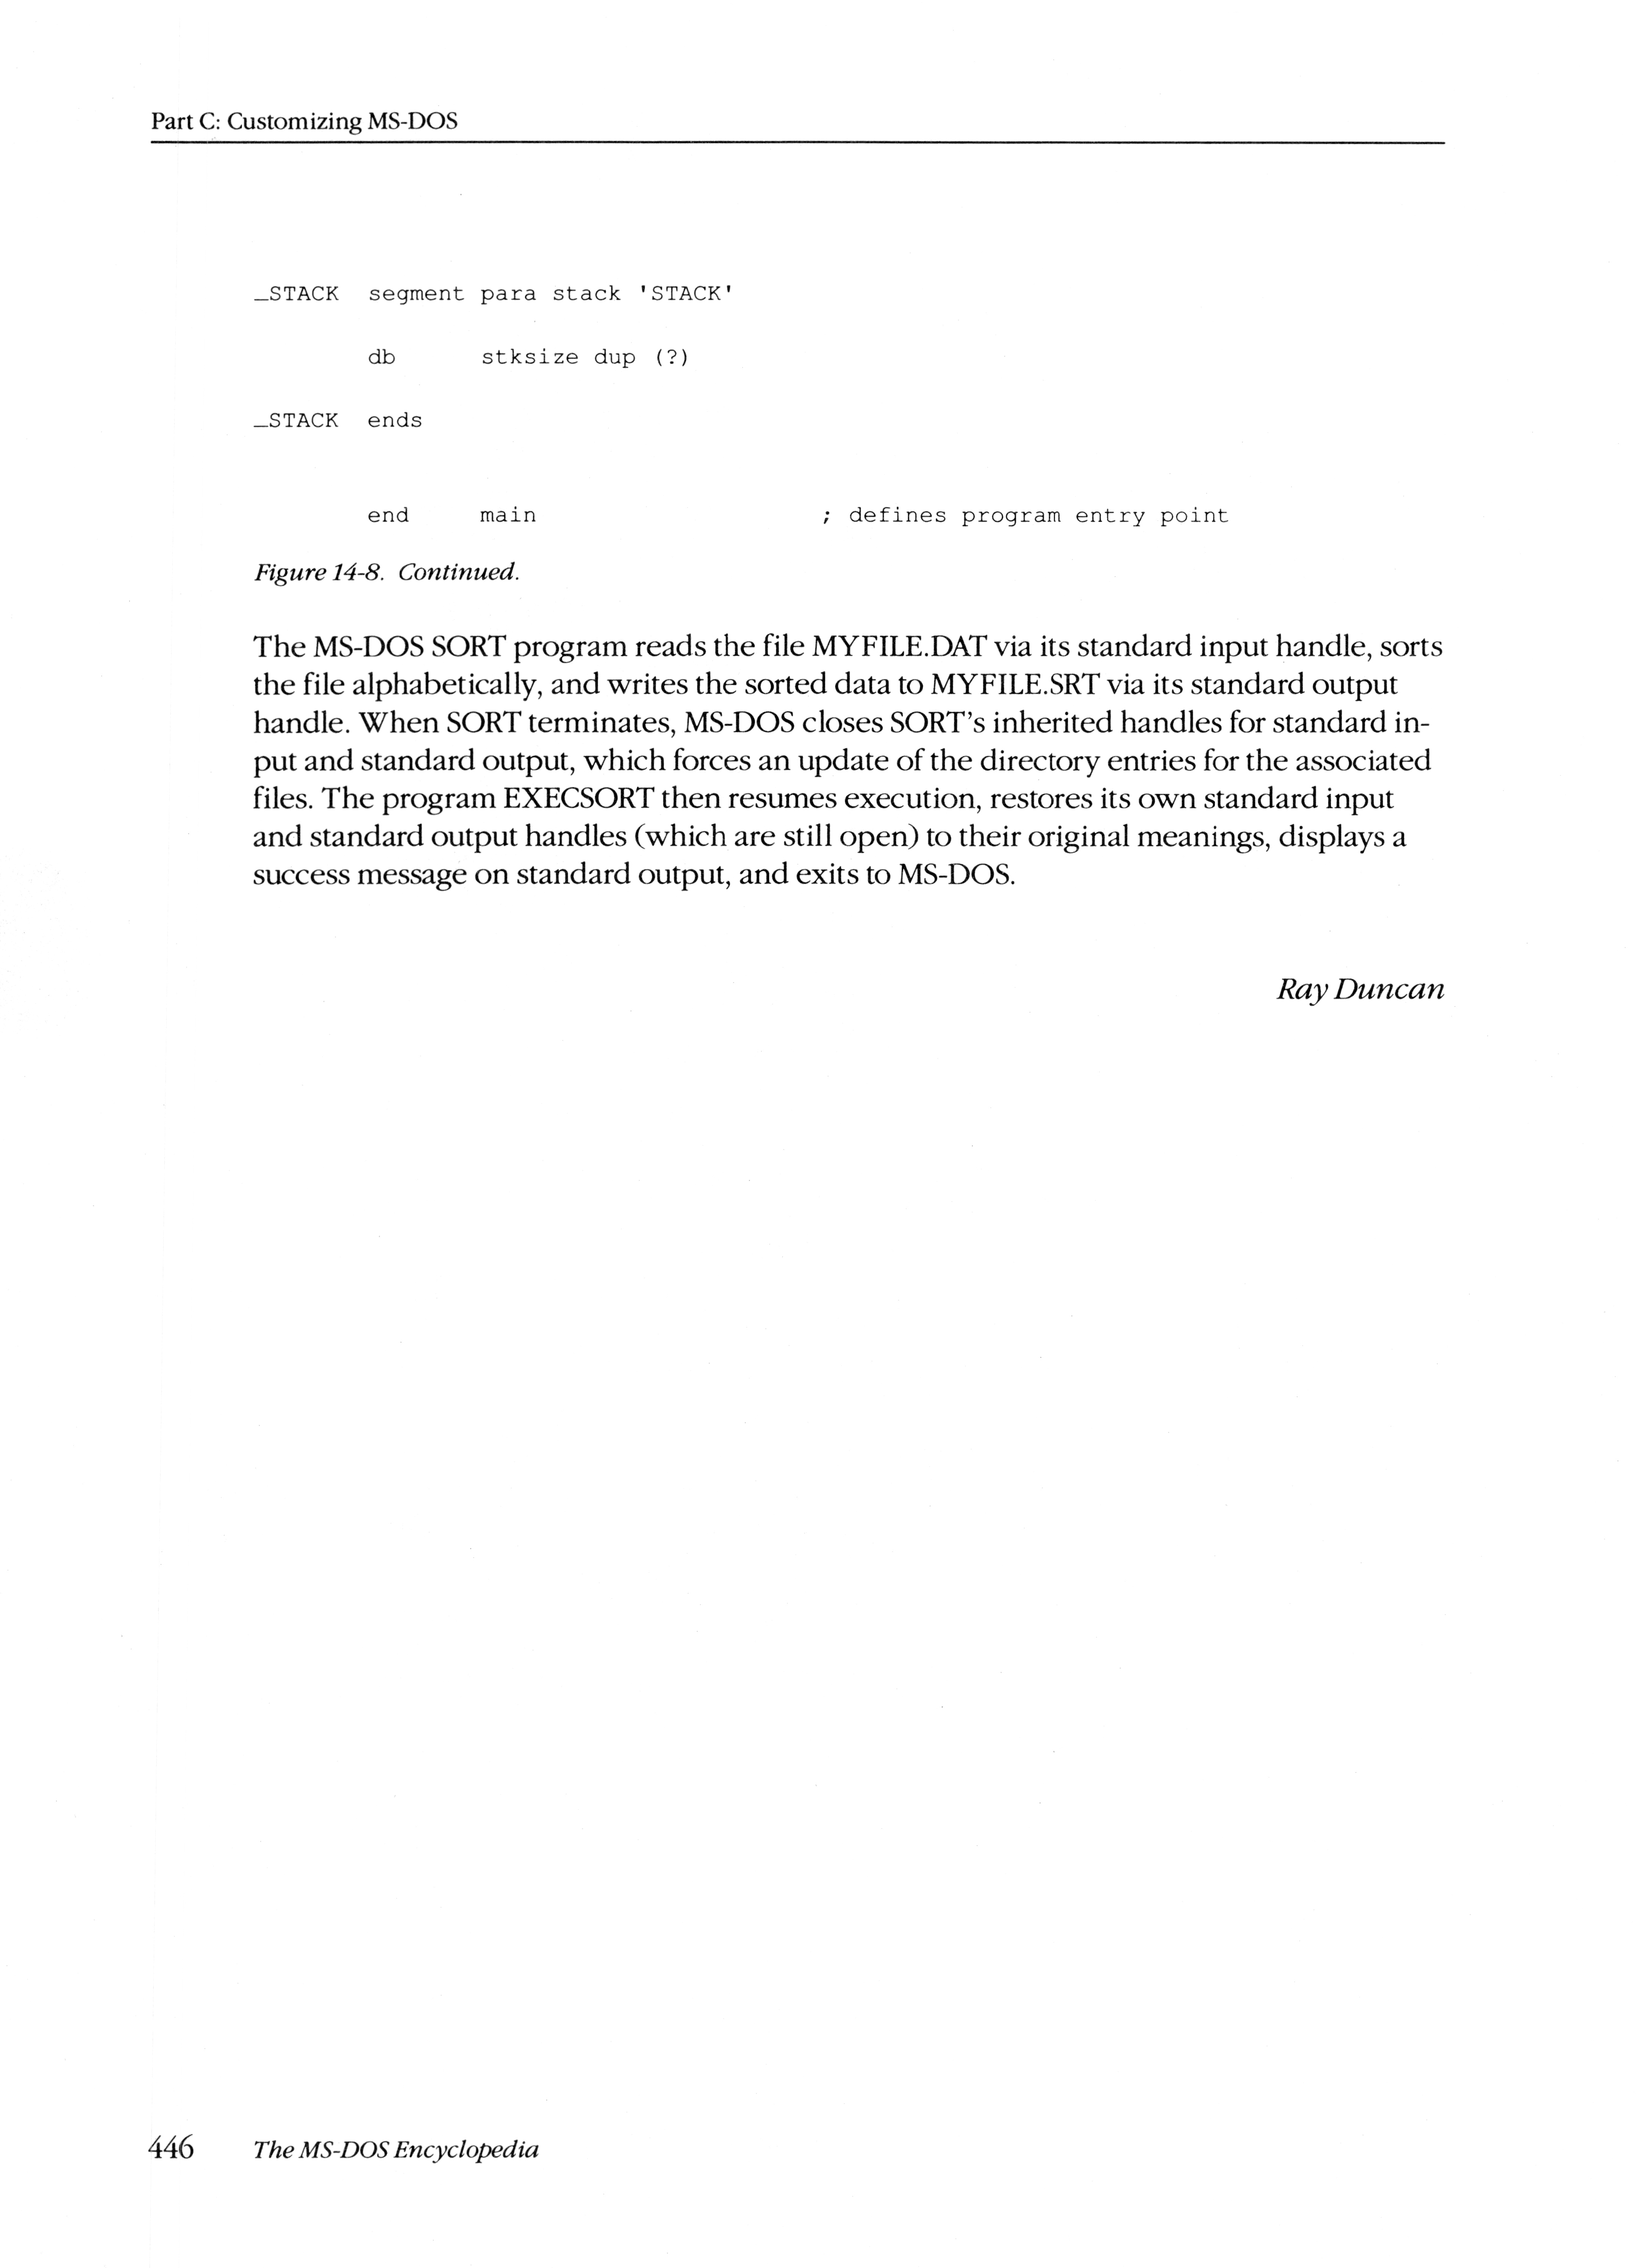 Part C: Customizing MS-DOS
_STACK  segment para stack 'STACK'
db      stksize dup (?)
_STACK  ends
end     main                    ; defines program entry point
Figure 14-8. Continued.
The MS-DOS SORT program reads the file MYFILE.DAT via its standard input handle, sorts
the file alphabetically, and writes the sorted data to MYFILE.SRT via its standard output
handle. When SORT terminates, MS-DOS closes SORT's inherited handles for standard in-
put and standard output, which forces an update of the directory entries for the associated
files. The program EXECSORT then resumes execution, restores its own standard input
and standard output handles (which are still open) to their original meanings, displays a
success message on standard output, and exits to MS-DOS.
Ray Duncan
446    The MS-DOS Encyclopedia